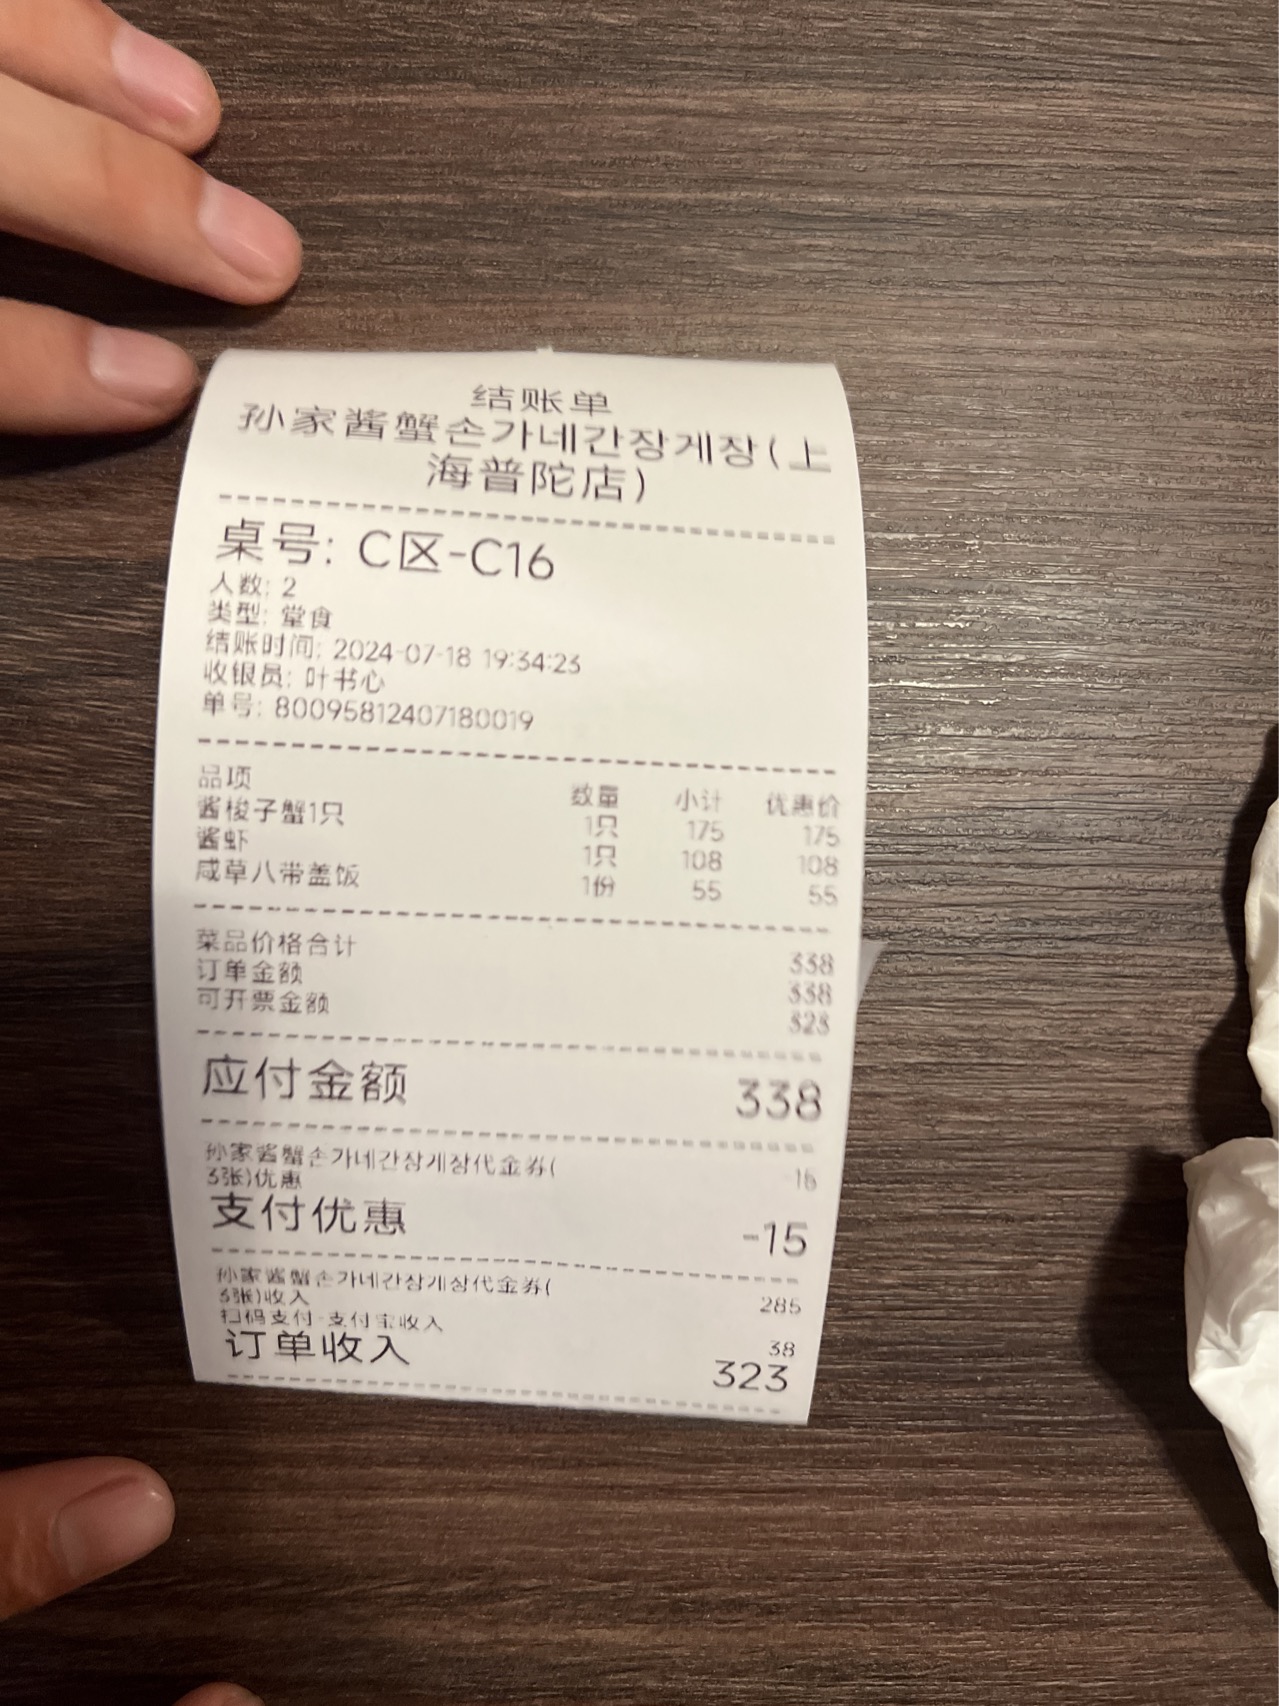 结账单
孙家酱蟹손가네간장게장(上
海普陀店)
桌号: C区-C16
人数: 2
类型: 堂食
结账时间: 2024-07-18 19:34:23
收银员: 叶书心
单号: 80095812407180019
品项 数量 小计 优惠价
酱梭子蟹1只 1只 175 175
酱虾 1只 108 108
咸草八带盖饭 1份 55 55
菜品价格合计 338
订单金额 338
可开票金额 323
应付金额 338
孙家酱蟹손가네간장게장代金券(
3张)优惠 15
支付优惠 -15
孙家酱蟹손가네간장게장代金券(
3张)收入 285
扫码支付-支付宝收入 38
订单收入 323